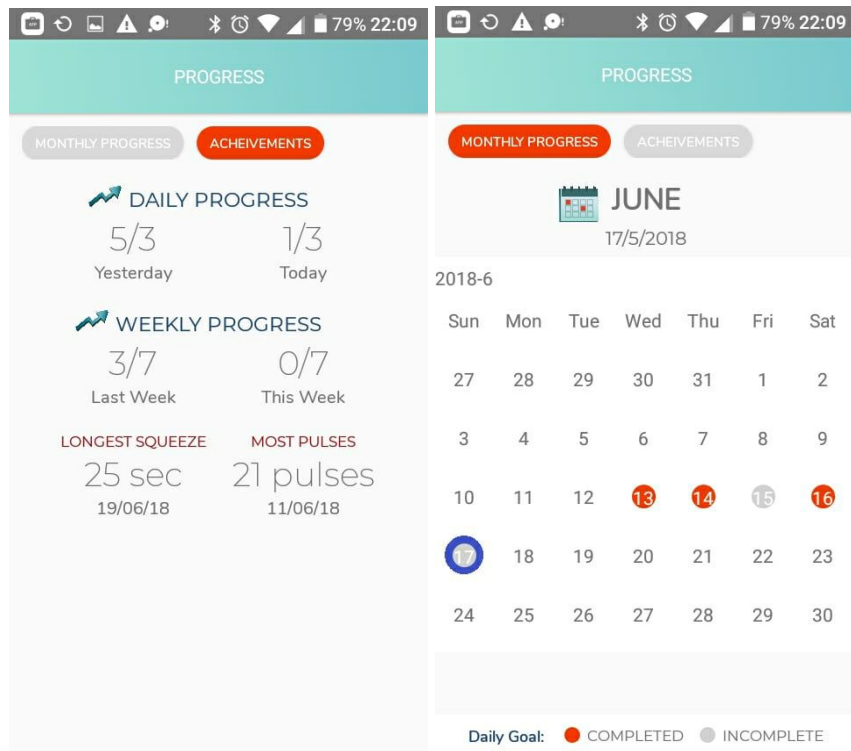 79% 22:09
PROGRESS
MONTHLY PROGRESS ACHEIVEMENTS
DAILY PROGRESS
5/3 1/3
Yesterday Today
WEEKLY PROGRESS
3/7 0/7
Last Week This Week
LONGEST SQUEEZE MOST PULSES
25 sec 21 pulses
19/06/18 11/06/18
79% 22:09
PROGRESS
MONTHLY PROGRESS ACHEIVEMENTS
JUNE
17/5/2018
2018-6
Sun Mon Tue Wed Thu Fri Sat
27 28 29 30 31 1 2
3 4 5 6 7 8 9
10 11 12 13 14 15 16
17 18 19 20 21 22 23
24 25 26 27 28 29 30
Daily Goal: COMPLETED INCOMPLETE